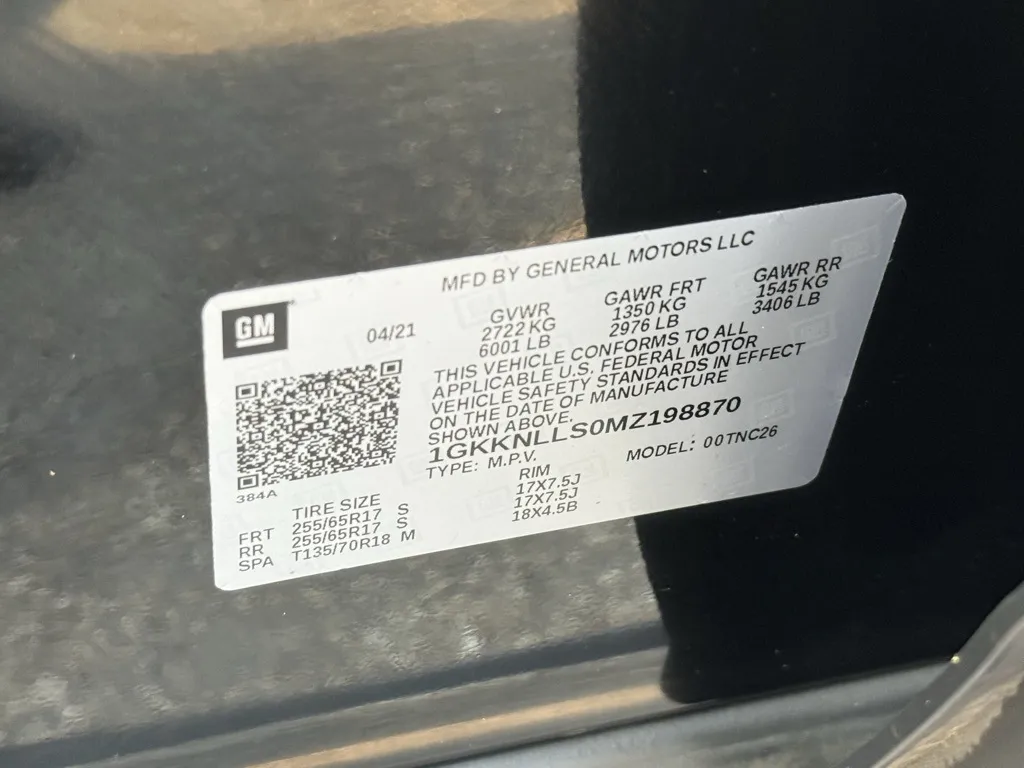 MFD BY GENERAL MOTORS LLC
GM
04/21
GVWR GAWR FRT GAWR RR
2722 KG 1350 KG 1545 KG
6001 LB 2976 LB 3406 LB
THIS VEHICLE CONFORMS TO ALL
APPLICABLE U.S. FEDERAL MOTOR
VEHICLE SAFETY STANDARDS IN EFFECT
ON THE DATE OF MANUFACTURE
SHOWN ABOVE.
1GKKNLLS0MZ198870
TYPE: M.P.V. MODEL: 00TNC26
384A
TIRE SIZE RIM
FRT 255/65R17 S 17X7.5J
RR 255/65R17 S 17X7.5J
SPA T135/70R18 M 18X4.5B